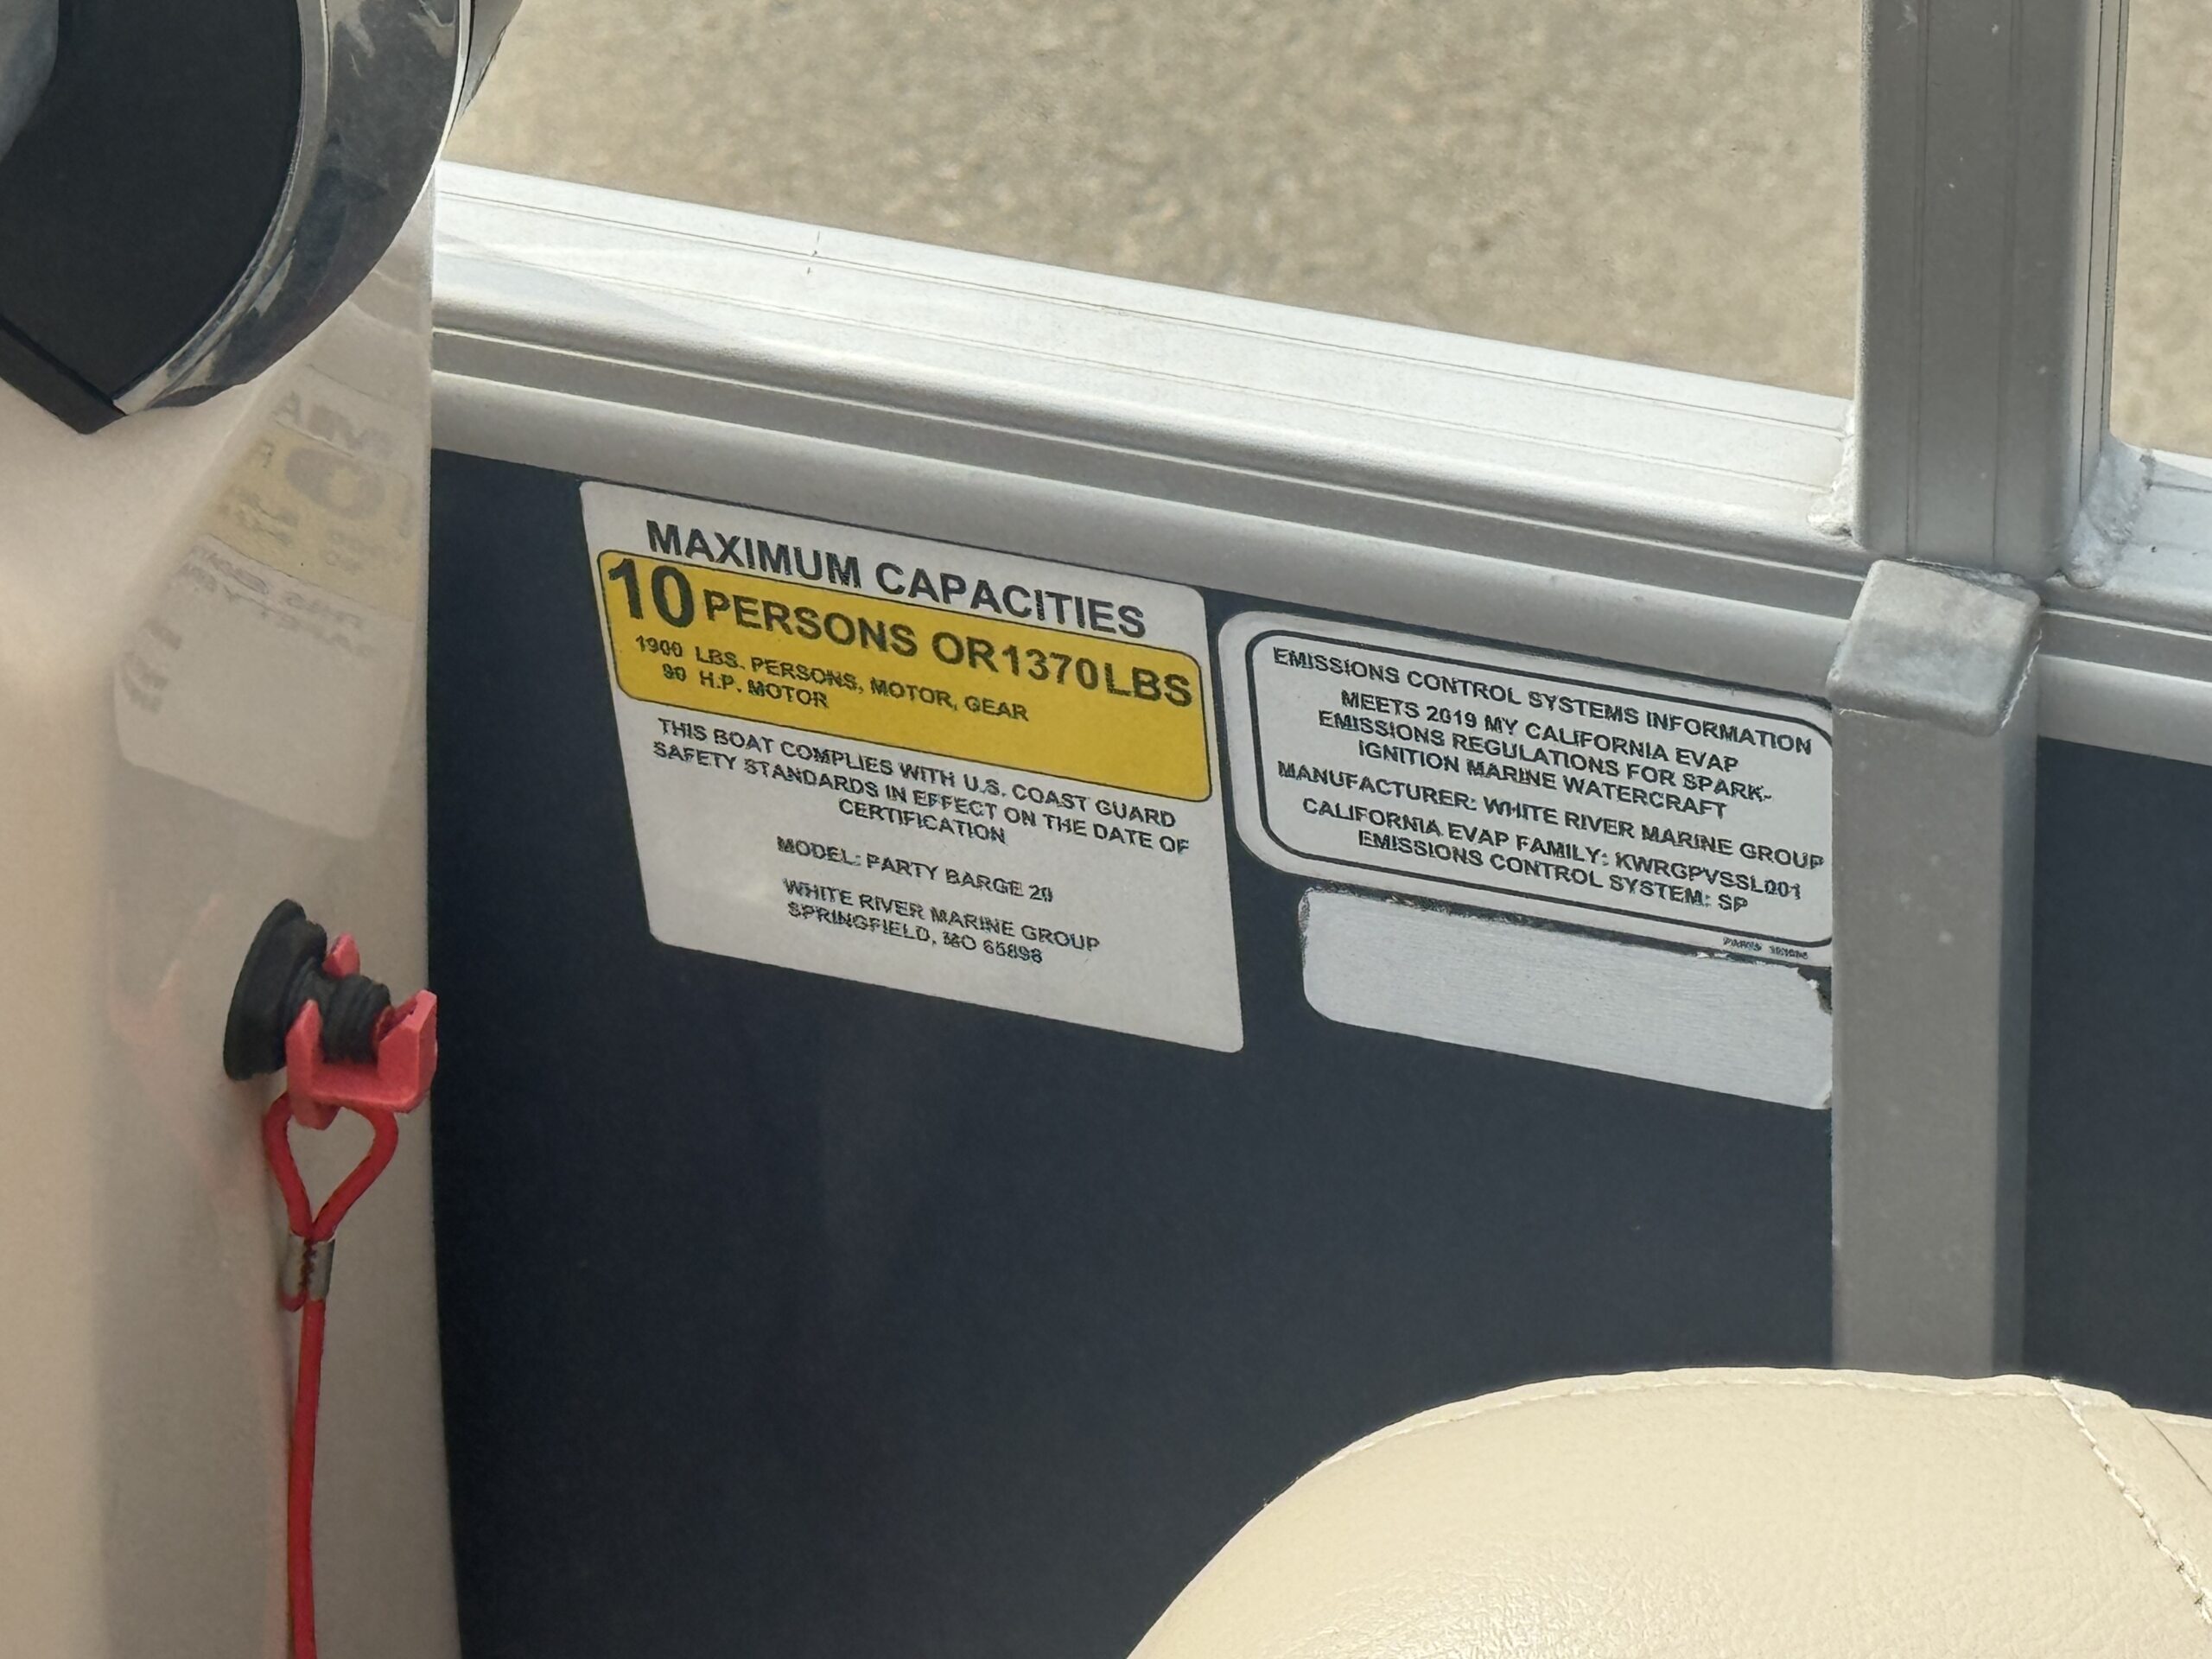 MAXIMUM CAPACITIES
10 PERSONS OR 1370 LBS
1900 LBS. PERSONS, MOTOR, GEAR
90 H.P. MOTOR
THIS BOAT COMPLIES WITH U.S. COAST GUARD
SAFETY STANDARDS IN EFFECT ON THE DATE OF
CERTIFICATION
MODEL: PARTY BARGE 20
WHITE RIVER MARINE GROUP
SPRINGFIELD, MO 65898
EMISSIONS CONTROL SYSTEMS INFORMATION
MEETS 2019 MY CALIFORNIA EVAP
EMISSIONS REGULATIONS FOR SPARK-
IGNITION MARINE WATERCRAFT
MANUFACTURER: WHITE RIVER MARINE GROUP
CALIFORNIA EVAP FAMILY: KWRGPVSSL001
EMISSIONS CONTROL SYSTEM: SP